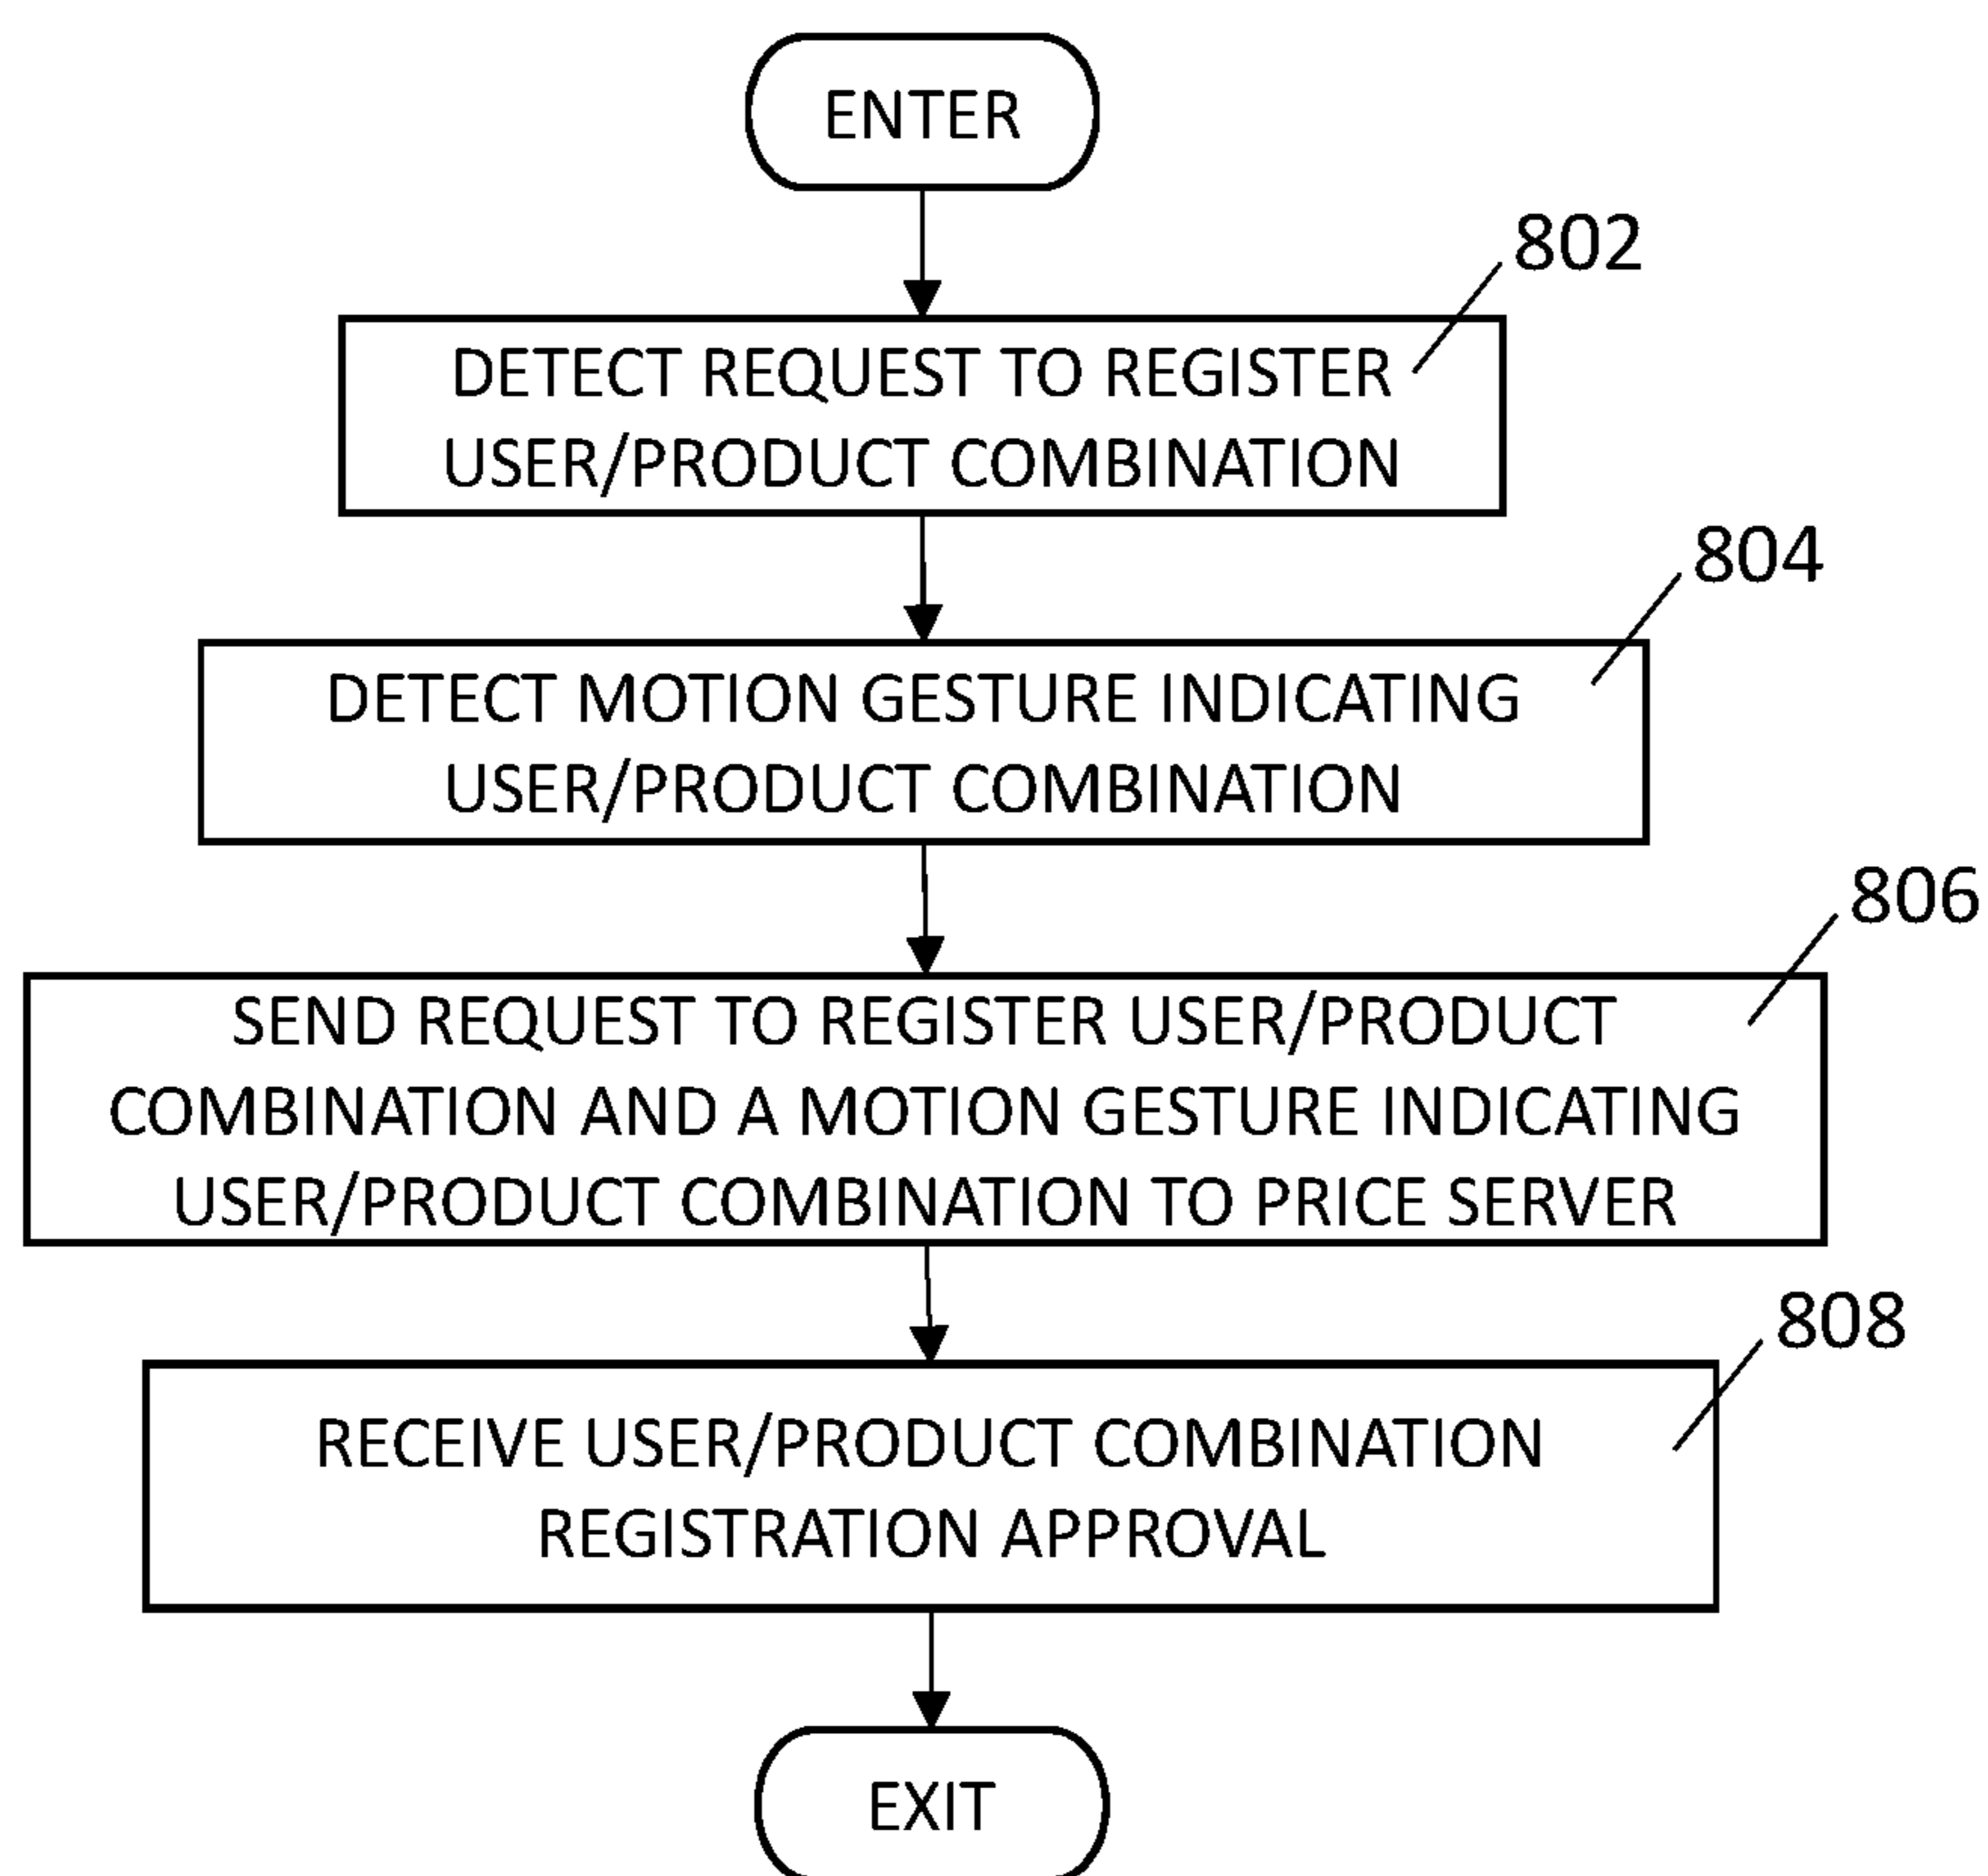 ENTER
802
DETECT REQUEST TO REGISTER
USER/PRODUCT COMBINATION
804
DETECT MOTION GESTURE INDICATING
USER/PRODUCT COMBINATION
806
SEND REQUEST TO REGISTER USER/PRODUCT
COMBINATION AND A MOTION GESTURE INDICATING
USER/PRODUCT COMBINATION TO PRICE SERVER
808
RECEIVE USER/PRODUCT COMBINATION
REGISTRATION APPROVAL
EXIT